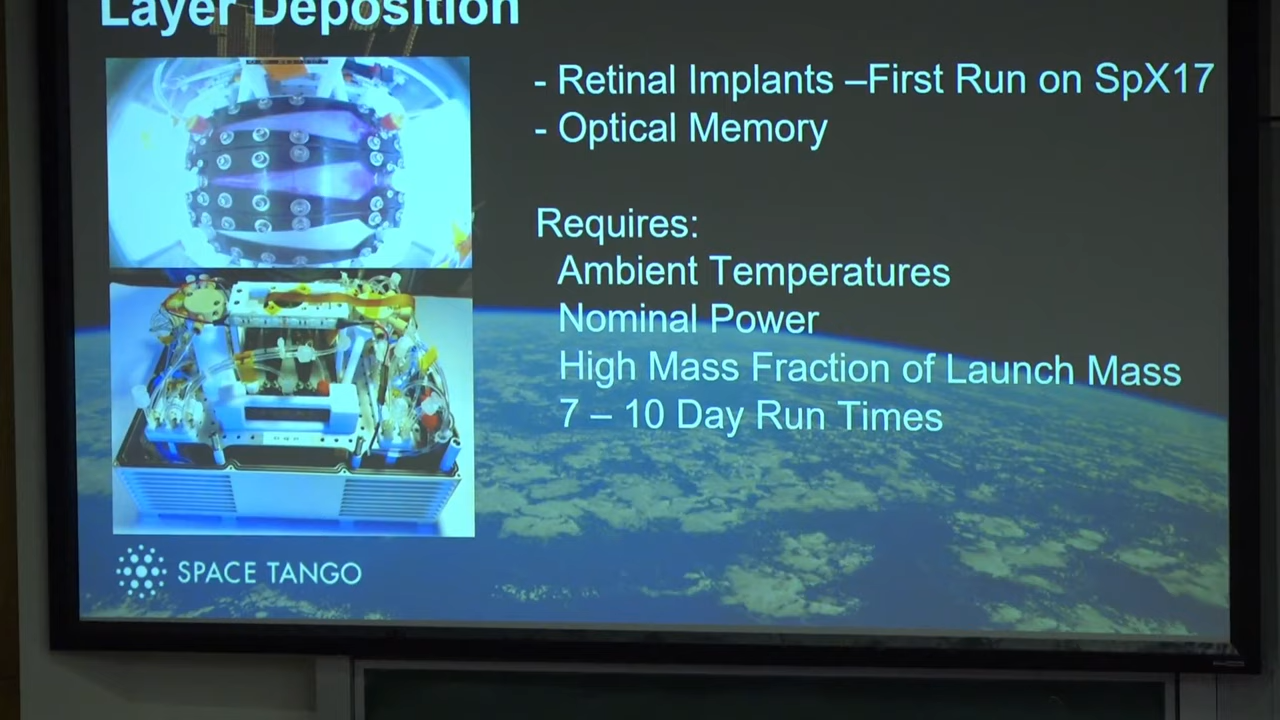 Layer Deposition
- Retinal Implants –First Run on SpX17
- Optical Memory
Requires:
Ambient Temperatures
Nominal Power
High Mass Fraction of Launch Mass
7 – 10 Day Run Times
SPACE TANGO